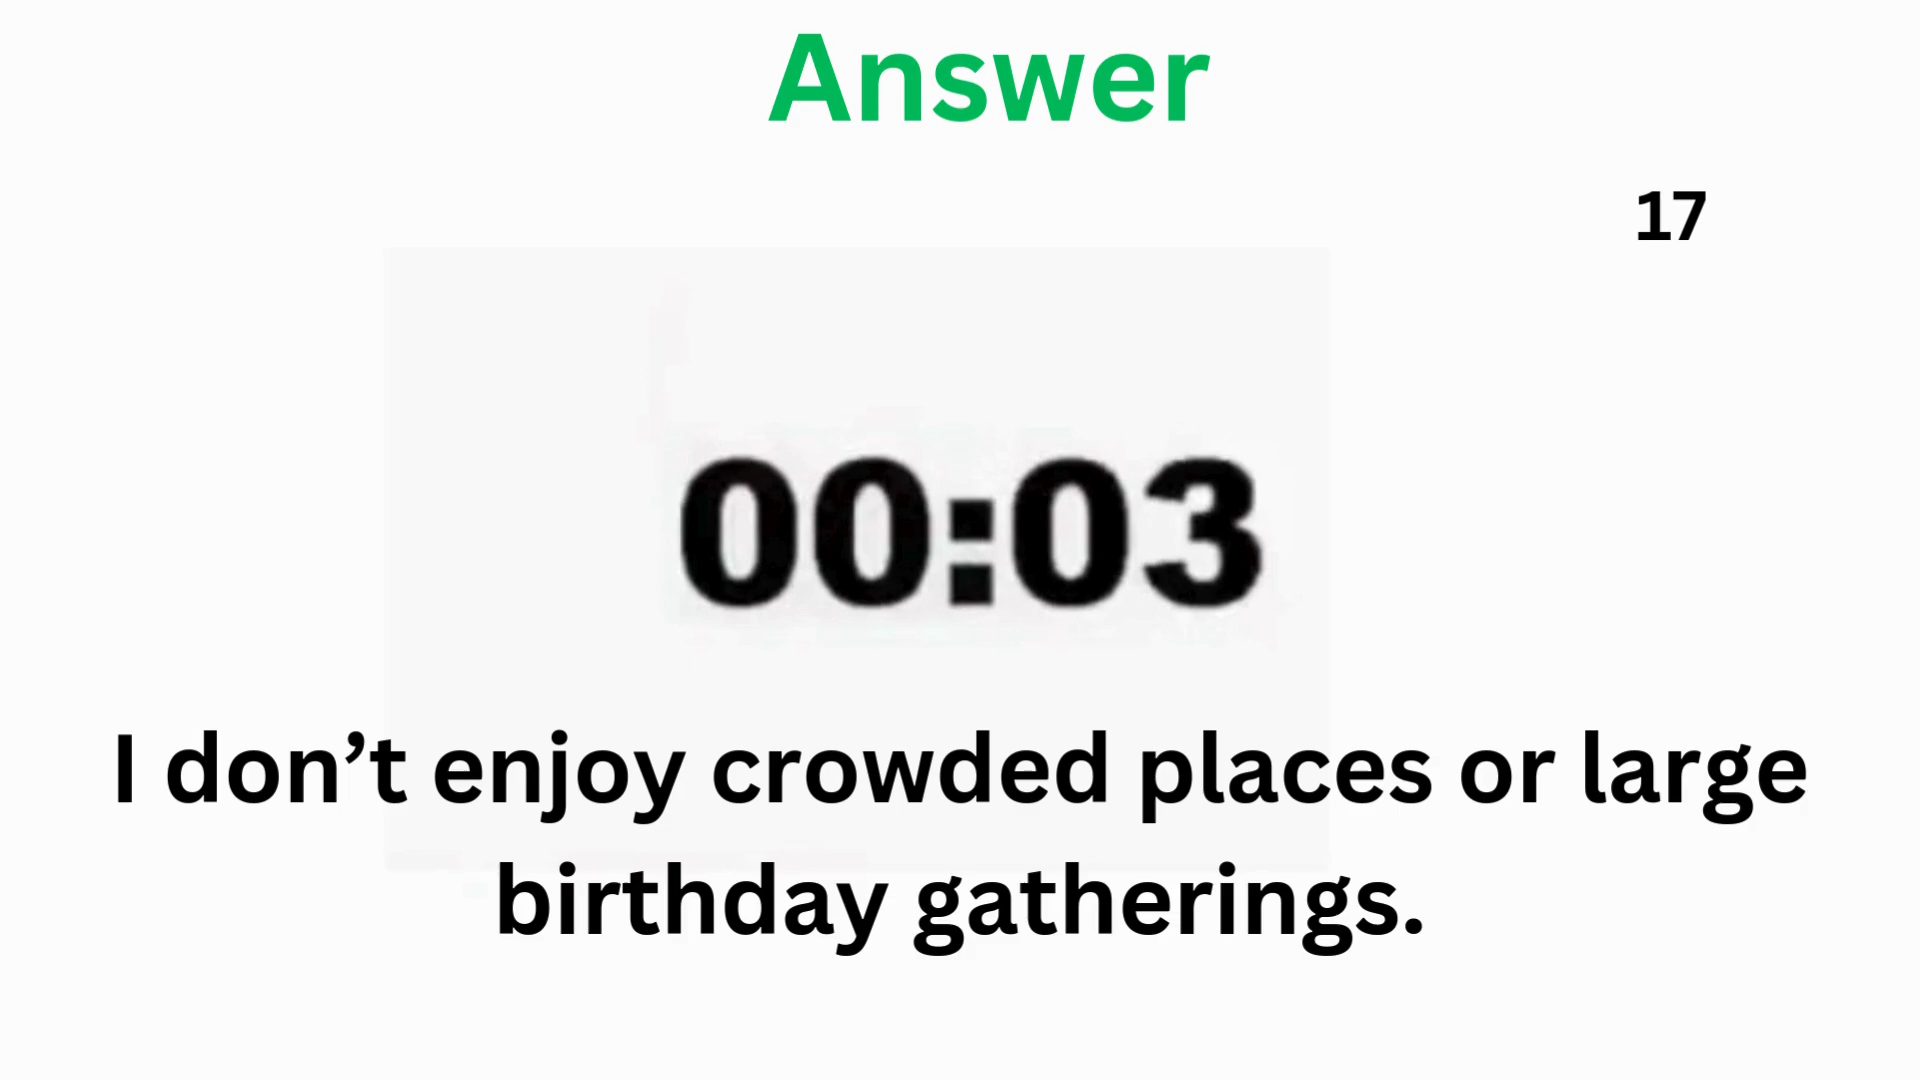 Answer
17
00:03
I don’t enjoy crowded places or large
birthday gatherings.